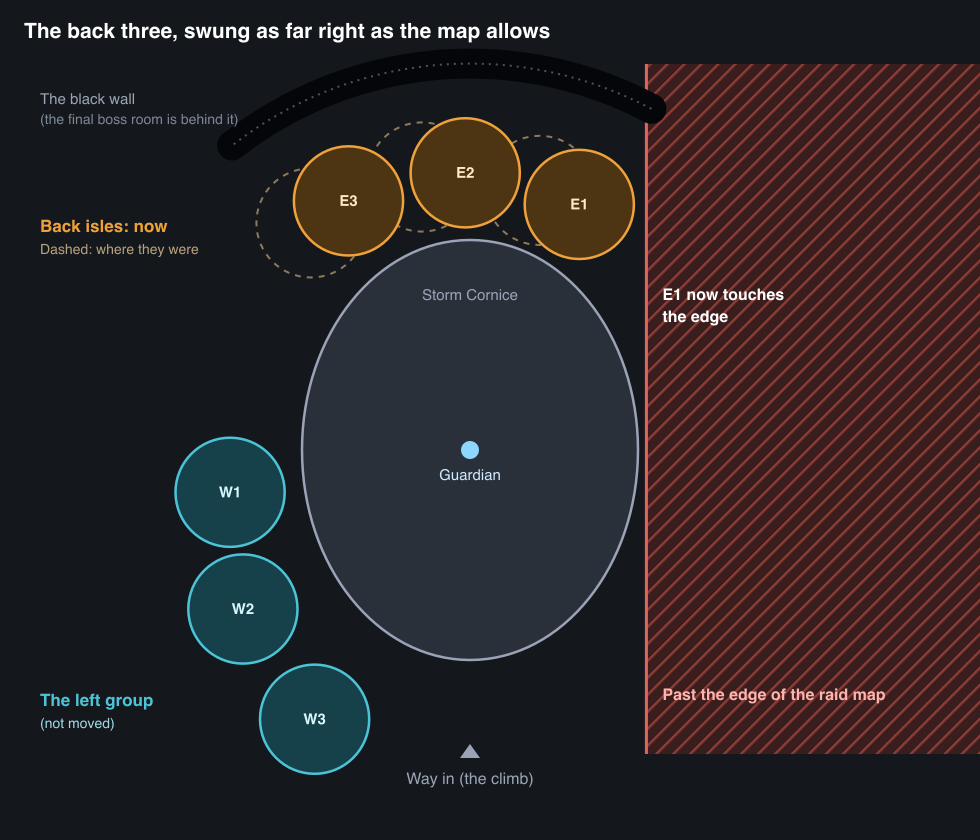 The back three, swung as far right as the map allows
The black wall
(the final boss room is behind it)
E3
E2
E1
Back isles: now
Dashed: where they were
Storm Cornice
E1 now touches
the edge
Guardian
W1
W2
The left group
(not moved)
W3
Past the edge of the raid map
Way in (the climb)